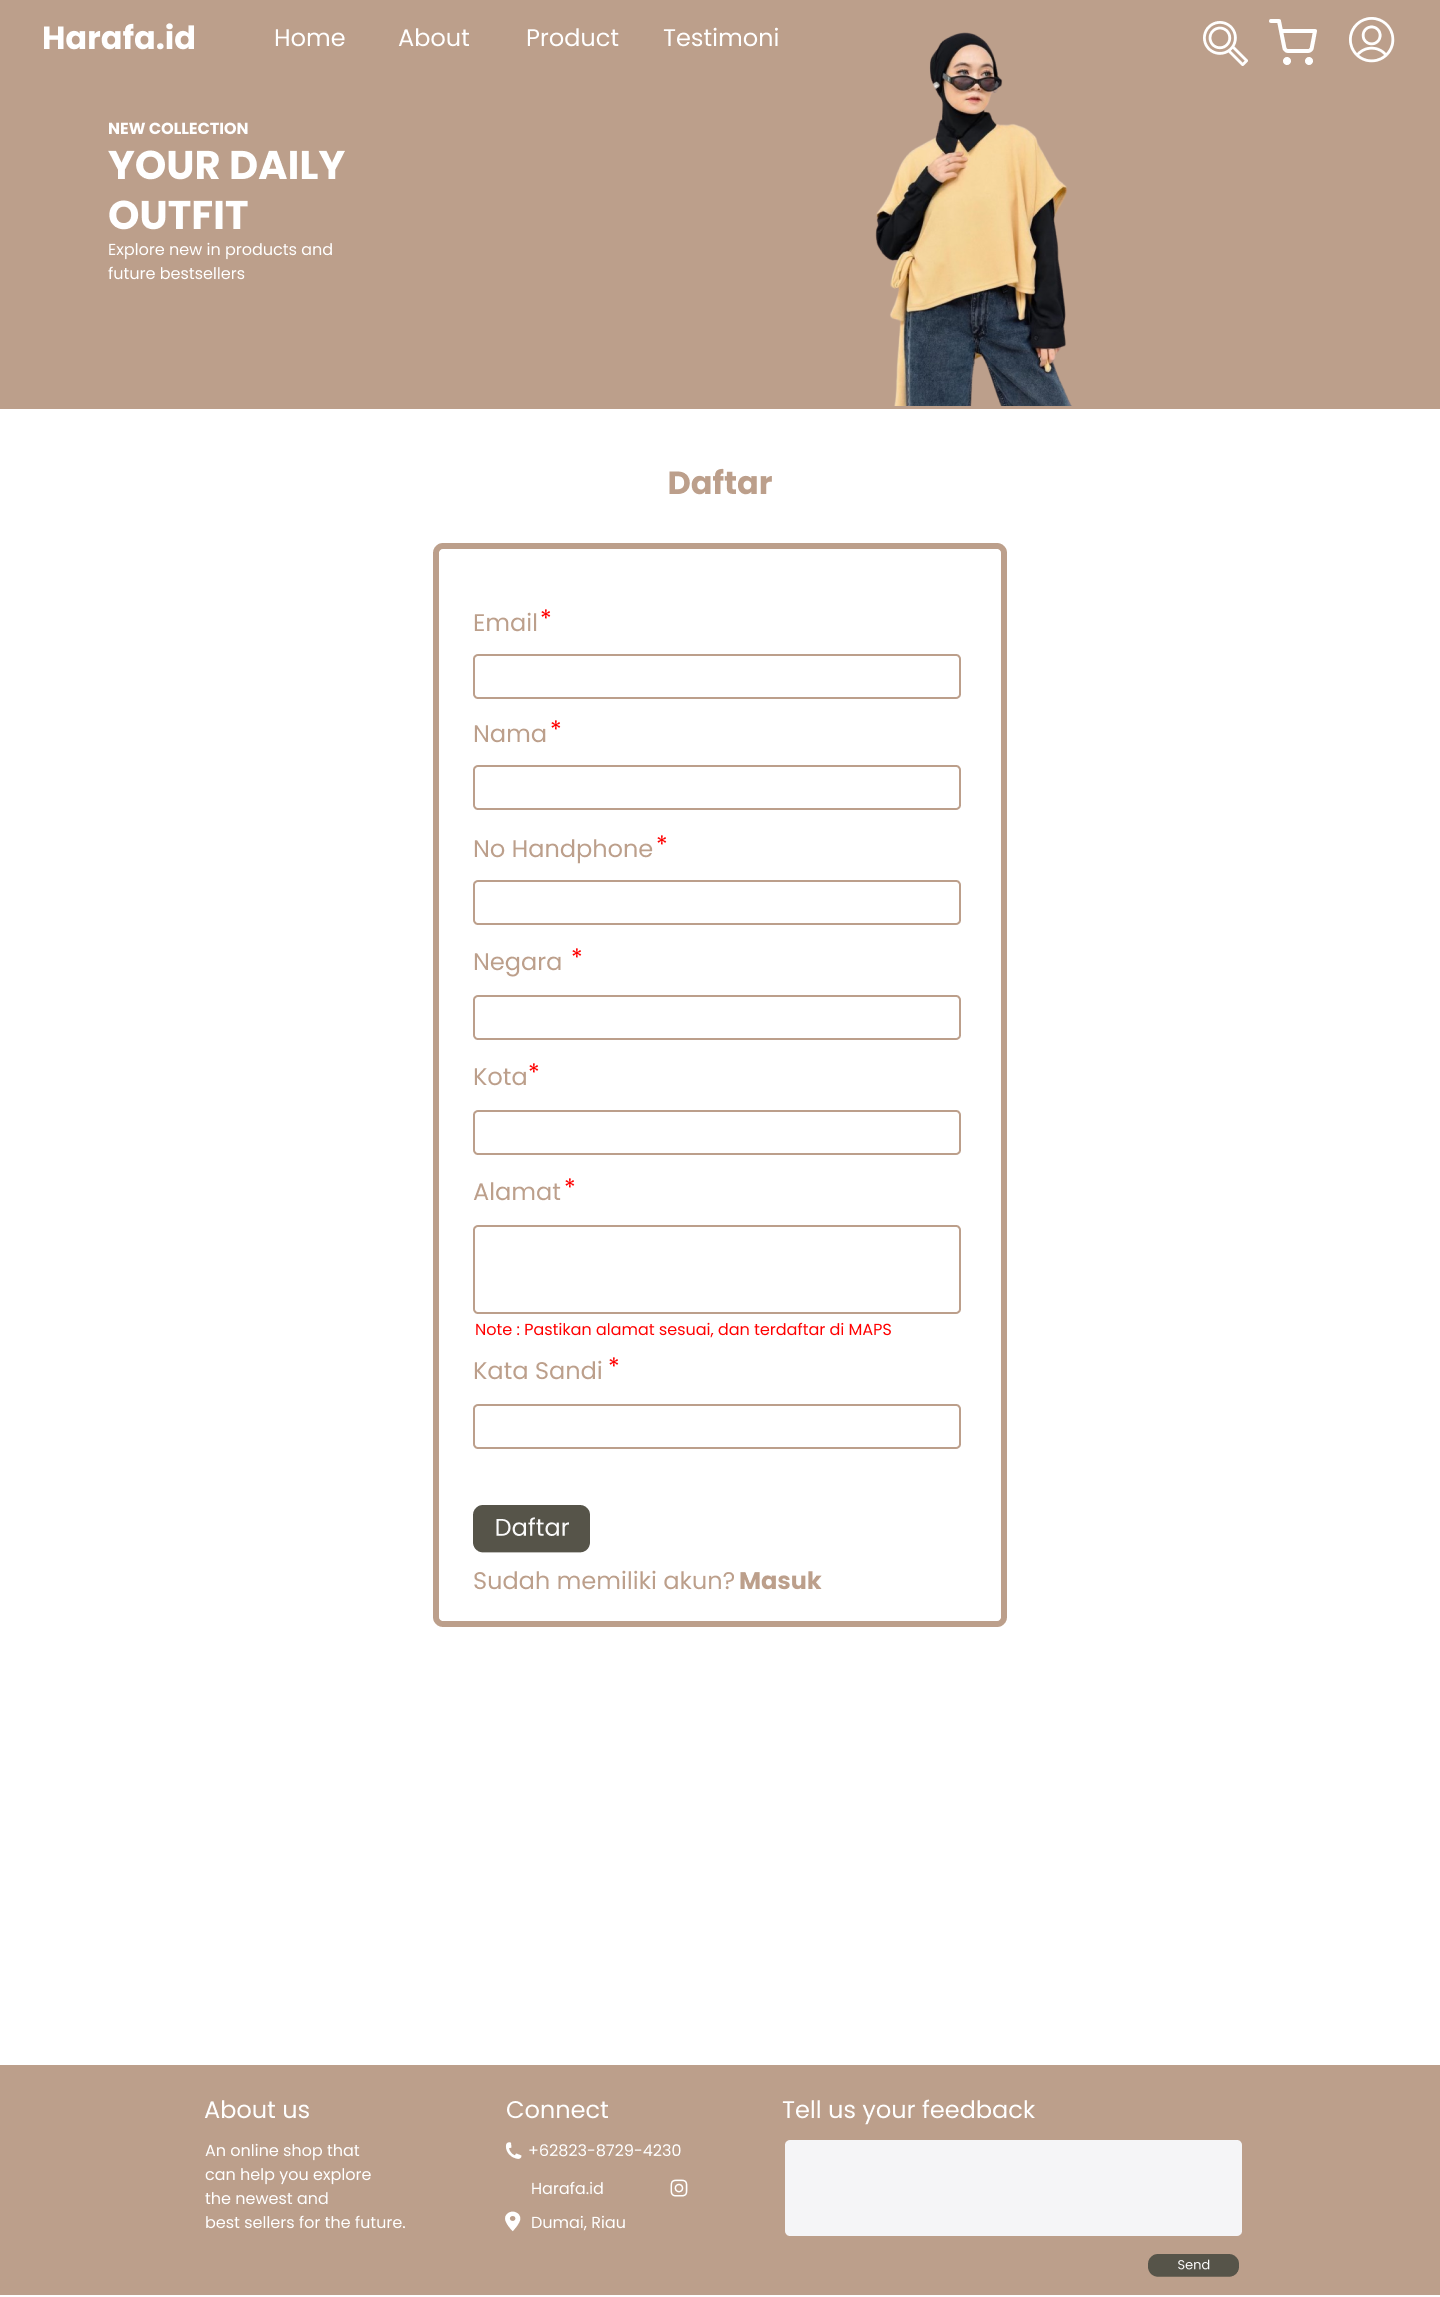 Harafa.id
Home
About
Product
Testimoni
NEW COLLECTION
YOUR DAILY
OUTFIT
Explore new in products and
future bestsellers
Daftar
Email*
Nama*
No Handphone*
Negara *
Kota*
Alamat*
Note : Pastikan alamat sesuai, dan terdaftar di MAPS
Kata Sandi *
Daftar
Sudah memiliki akun? Masuk
About us
An online shop that
can help you explore
the newest and
best sellers for the future.
Connect
+62823-8729-4230
Harafa.id
Dumai, Riau
Tell us your feedback
Send